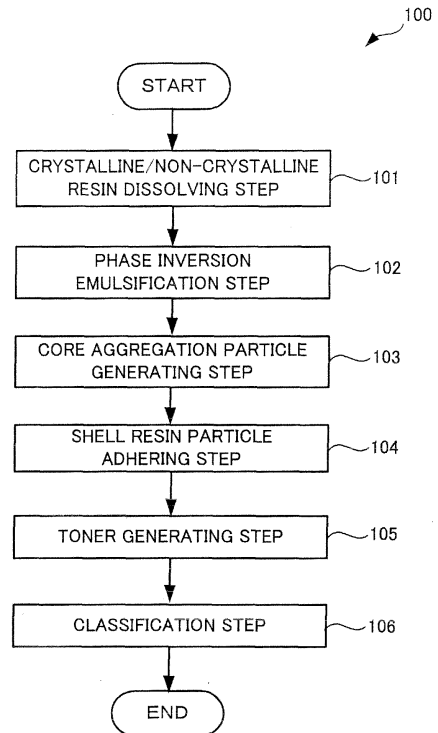 100
START
CRYSTALLINE/NON-CRYSTALLINE
RESIN DISSOLVING STEP
101
PHASE INVERSION
EMULSIFICATION STEP
102
CORE AGGREGATION PARTICLE
GENERATING STEP
103
SHELL RESIN PARTICLE
ADHERING STEP
104
TONER GENERATING STEP
105
CLASSIFICATION STEP
106
END